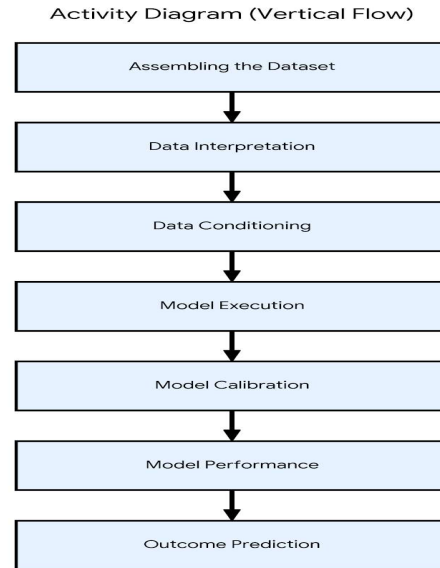 Activity Diagram (Vertical Flow)
Assembling the Dataset
Data Interpretation
Data Conditioning
Model Execution
Model Calibration
Model Performance
Outcome Prediction